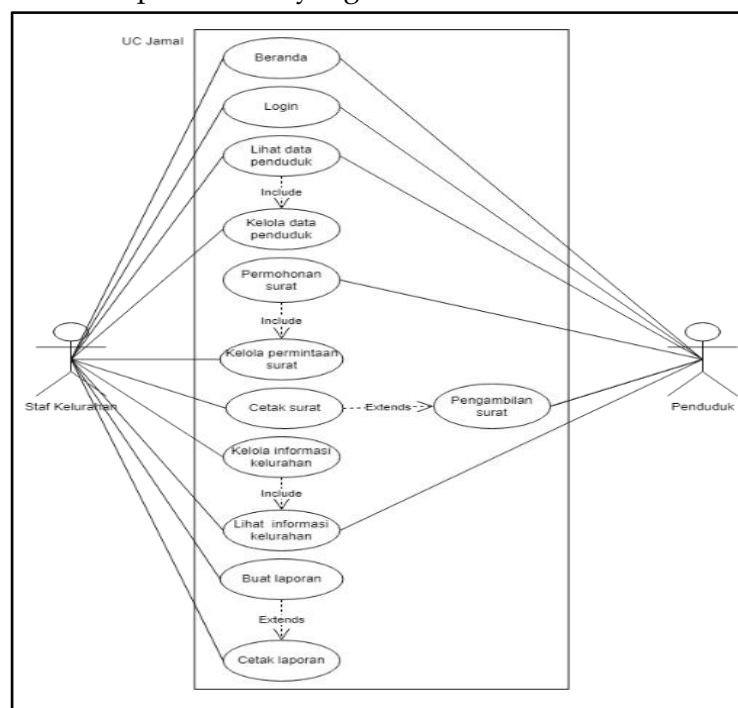 UC Jamal
Beranda
Login
Lihat data
penduduk
Include
Kelola data
penduduk
Permohonan
surat
Include
Kelola permintaan
surat
Cetak surat
Extends
Pengambilan
surat
Staf Kelurahan
Penduduk
Kelola informasi
kelurahan
Include
Lihat informasi
kelurahan
Buat laporan
Extends
Cetak laporan